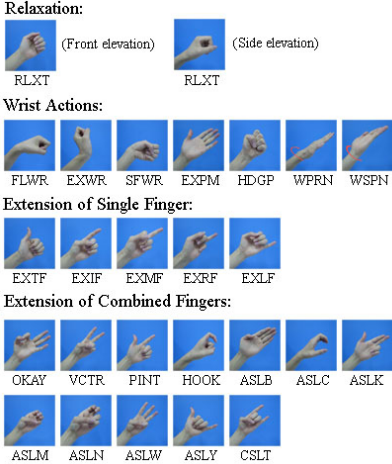 Relaxation:
(Front elevation) (Side elevation)
RLXT RLXT
Wrist Actions:
FLWR EXWR SFWR EXPM HDGP WPRN WSPN
Extension of Single Finger:
EXTF EXIF EXMF EXRF EXLF
Extension of Combined Fingers:
OKAY VCTR PINT HOOK ASLB ASLC ASLK
ASLM ASLN ASLW ASLY CSLT